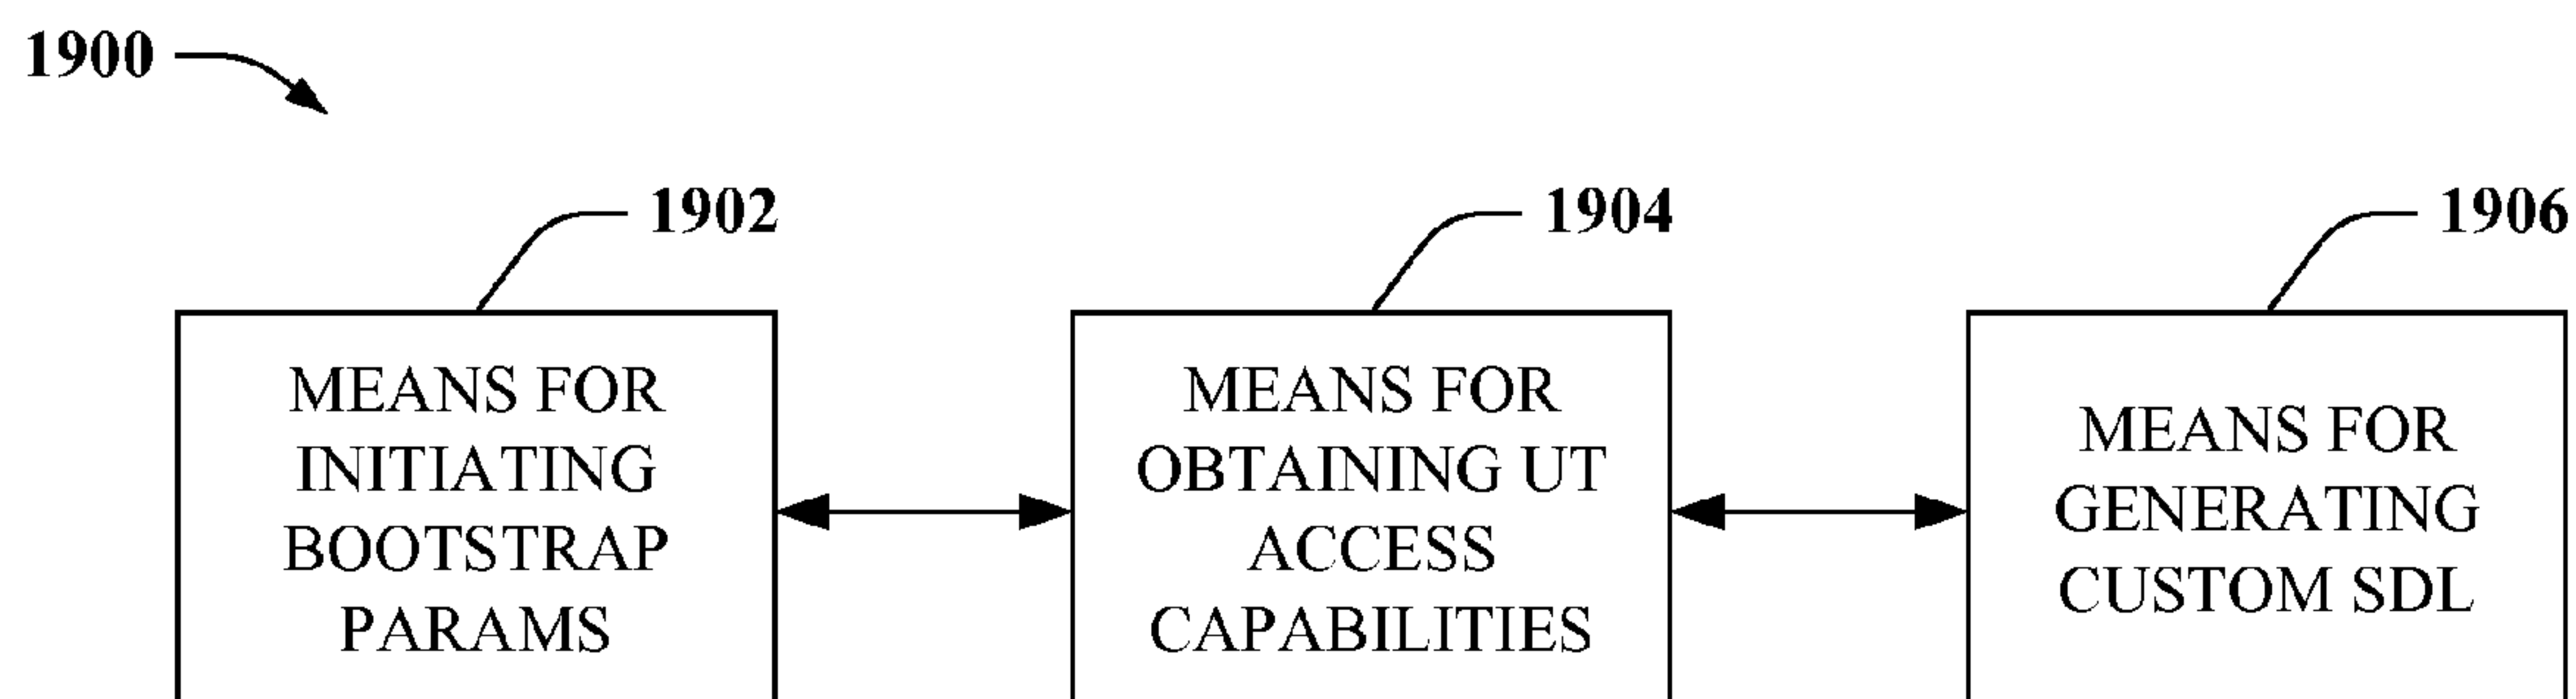 1900
1902
1904
1906
MEANS FOR
INITIATING
BOOTSTRAP
PARAMS
MEANS FOR
OBTAINING UT
ACCESS
CAPABILITIES
MEANS FOR
GENERATING
CUSTOM SDL